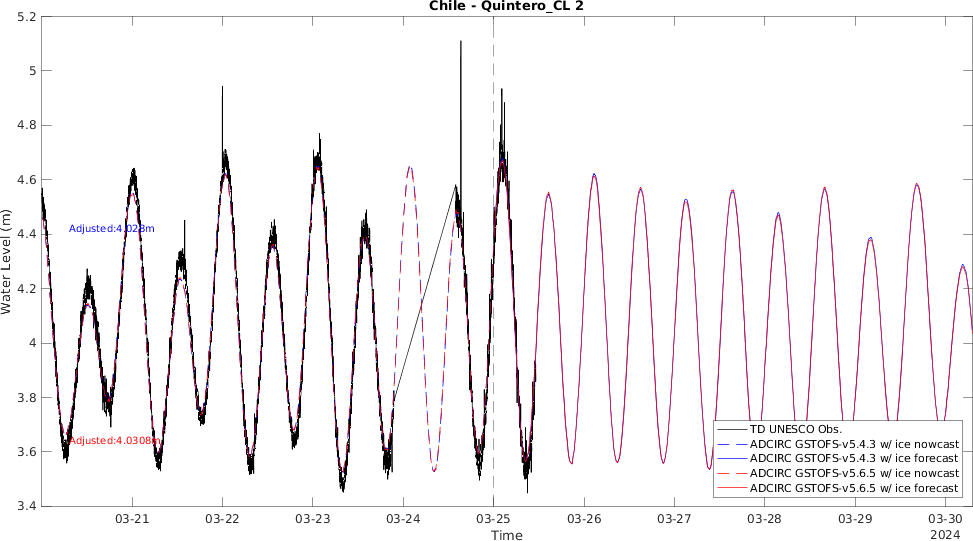 Chile - Quintero_CL 2
5.2
5
4.8
4.6
4.4
4.2
4
3.8
3.6
3.4
Water Level (m)
Adjusted:4.028m
Adjusted:4.0308m
TD UNESCO Obs.
ADCIRC GSTOFS-v5.4.3 w/ ice nowcast
ADCIRC GSTOFS-v5.4.3 w/ ice forecast
ADCIRC GSTOFS-v5.6.5 w/ ice nowcast
ADCIRC GSTOFS-v5.6.5 w/ ice forecast
03-21 03-22 03-23 03-24 03-25 03-26 03-27 03-28 03-29 03-30
2024
Time